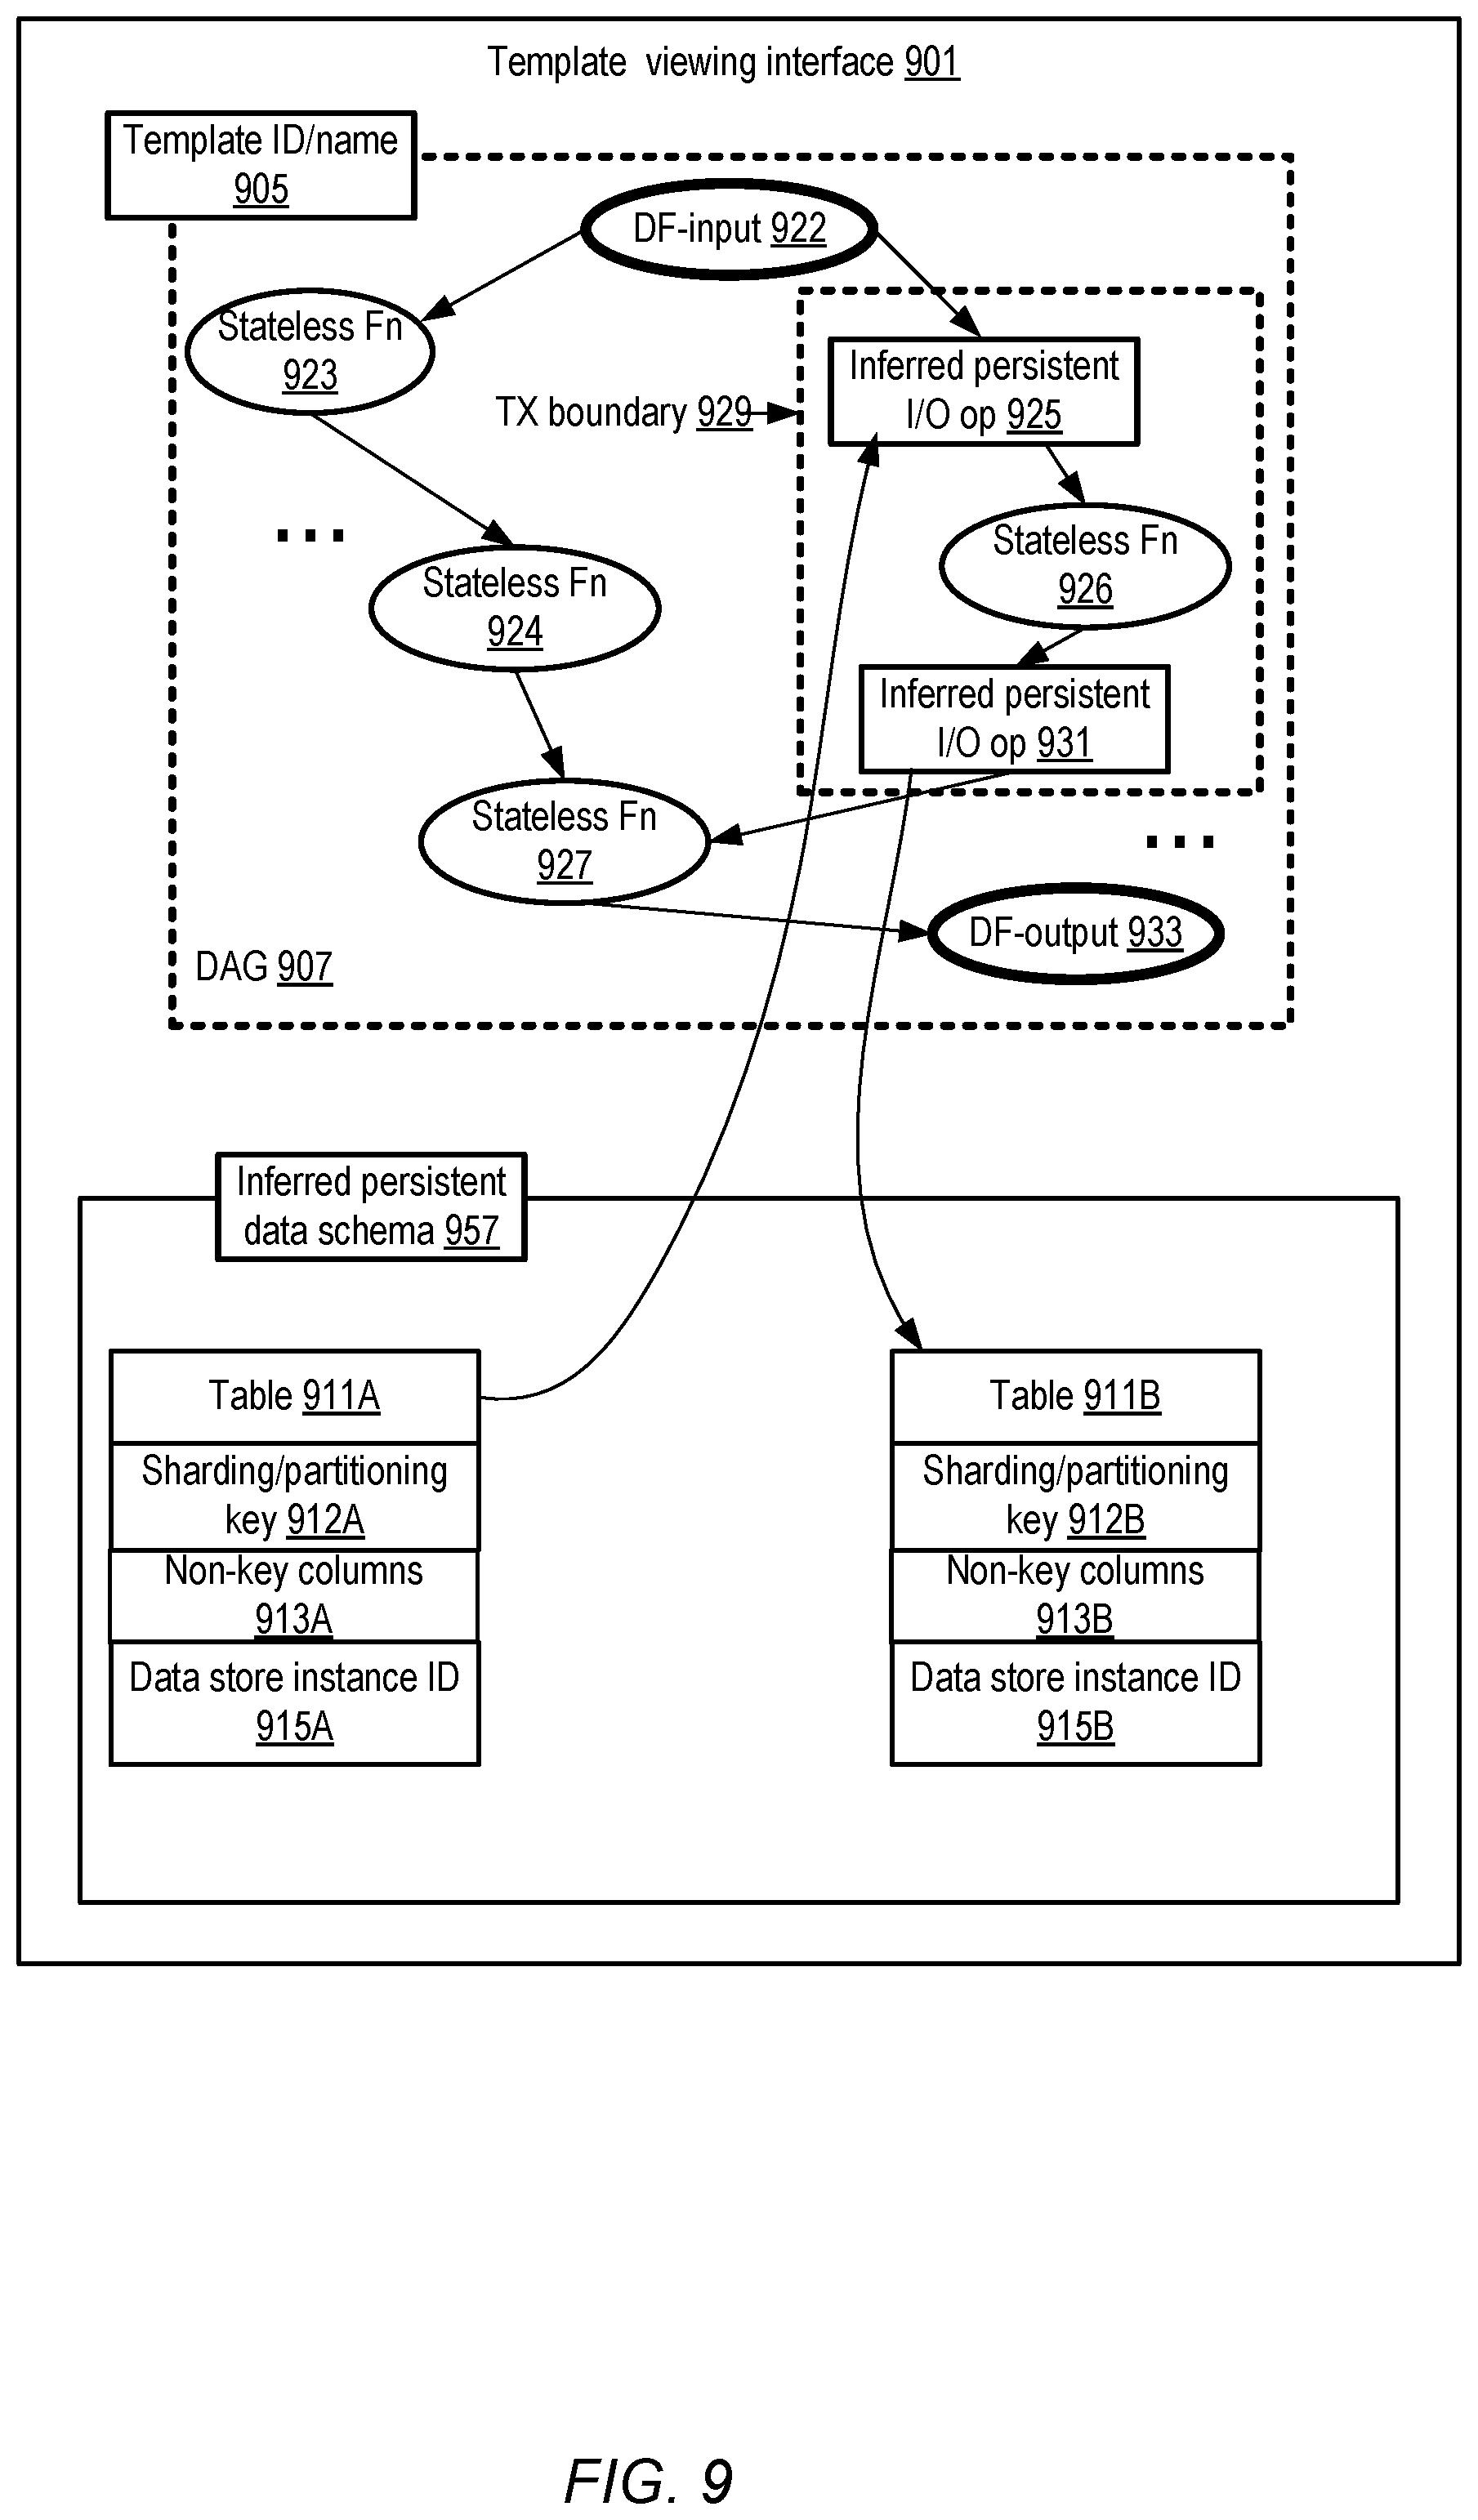 Template viewing interface 901
Template ID/name
905
DF-input 922
Stateless Fn
923
Inferred persistent
I/O op 925
TX boundary 929
...
Stateless Fn
926
Stateless Fn
924
Inferred persistent
I/O op 931
Stateless Fn
927
...
DF-output 933
DAG 907
Inferred persistent
data schema 957
Table 911A
Sharding/partitioning
key 912A
Non-key columns
913A
Data store instance ID
915A
Table 911B
Sharding/partitioning
key 912B
Non-key columns
913B
Data store instance ID
915B
FIG. 9